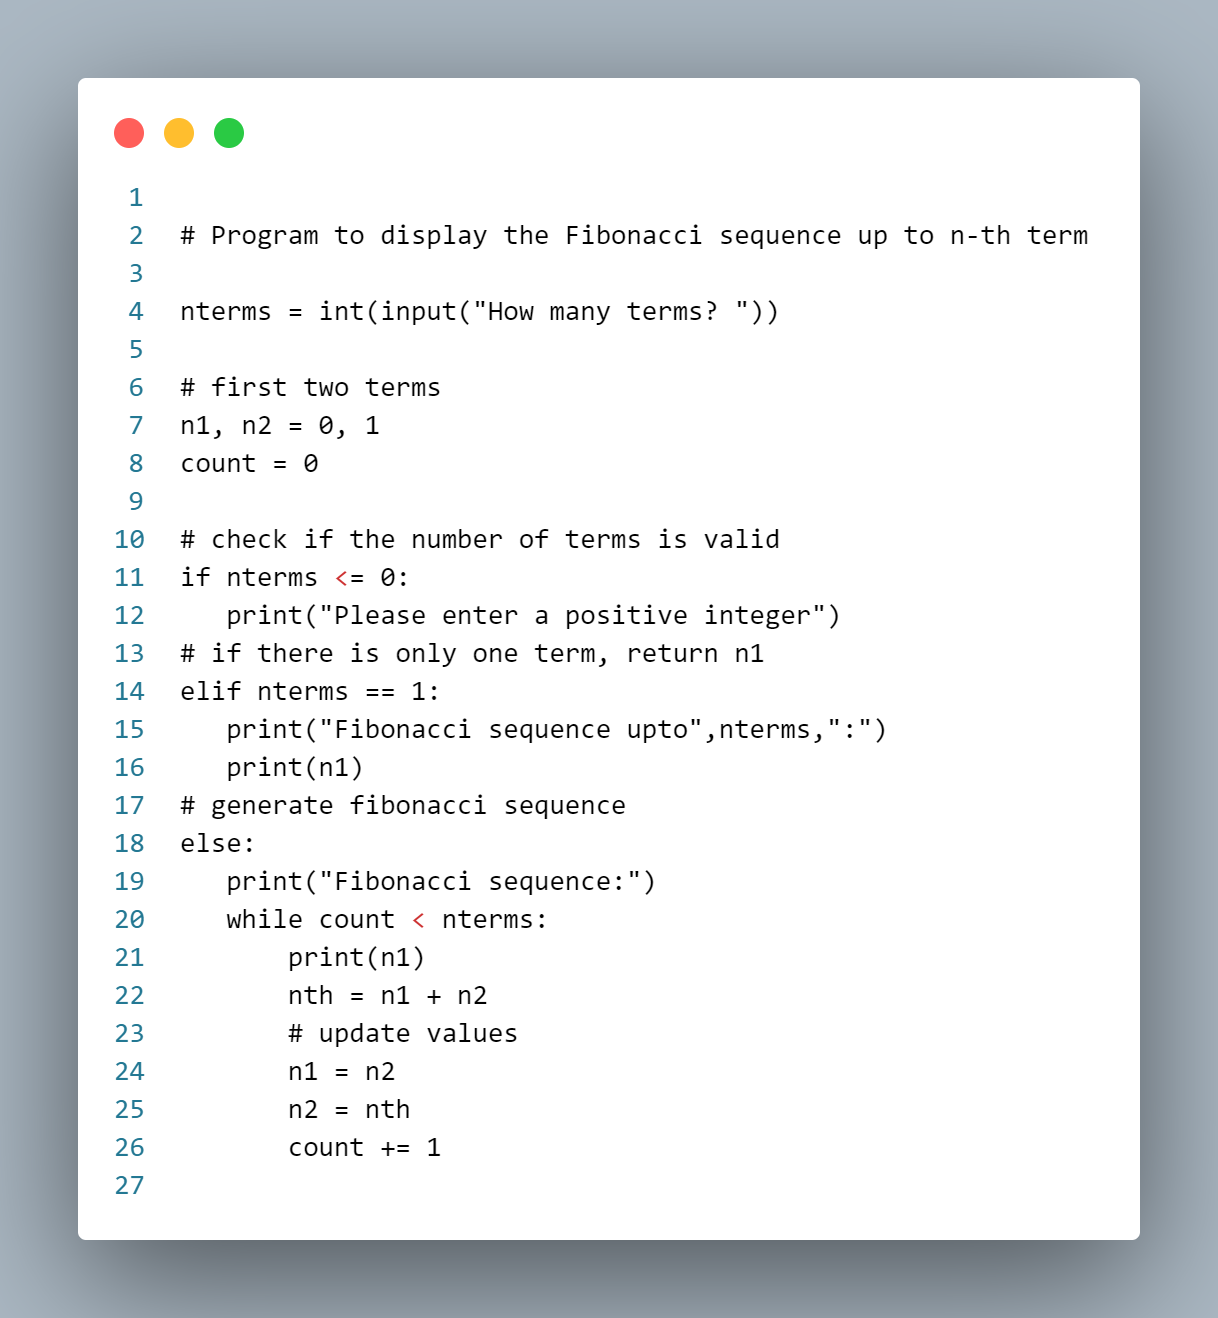 1
2 # Program to display the Fibonacci sequence up to n-th term
3
4 nterms = int(input("How many terms? "))
5
6 # first two terms
7 n1, n2 = 0, 1
8 count = 0
9
10 # check if the number of terms is valid
11 if nterms <= 0:
12    print("Please enter a positive integer")
13 # if there is only one term, return n1
14 elif nterms == 1:
15    print("Fibonacci sequence upto",nterms,":")
16    print(n1)
17 # generate fibonacci sequence
18 else:
19    print("Fibonacci sequence:")
20    while count < nterms:
21        print(n1)
22        nth = n1 + n2
23        # update values
24        n1 = n2
25        n2 = nth
26        count += 1
27